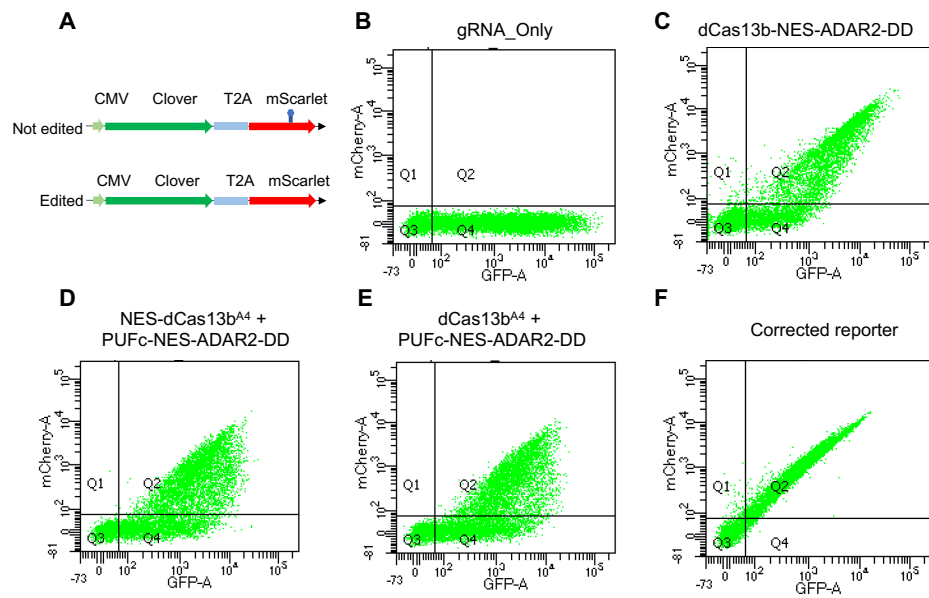 A
CMV Clover T2A mScarlet
Not edited
CMV Clover T2A mScarlet
Edited
B
gRNA_Only
mCherry-A
10^5
10^4
10^3
10^2
0
-81
Q1 Q2
Q3 Q4
-73 0 10^2 10^3 10^4 10^5
GFP-A
C
dCas13b-NES-ADAR2-DD
mCherry-A
10^5
10^4
10^3
10^2
0
-81
Q1 Q2
Q3 Q4
-73 0 10^2 10^3 10^4 10^5
GFP-A
D
NES-dCas13b^A4 +
PUFc-NES-ADAR2-DD
mCherry-A
10^5
10^4
10^3
10^2
0
-81
Q1 Q2
Q3 Q4
-73 0 10^2 10^3 10^4 10^5
GFP-A
E
dCas13b^A4 +
PUFc-NES-ADAR2-DD
mCherry-A
10^5
10^4
10^3
10^2
0
-81
Q1 Q2
Q3 Q4
-73 0 10^2 10^3 10^4 10^5
GFP-A
F
Corrected reporter
mCherry-A
10^5
10^4
10^3
10^2
0
-81
Q1 Q2
Q3 Q4
-73 0 10^2 10^3 10^4 10^5
GFP-A